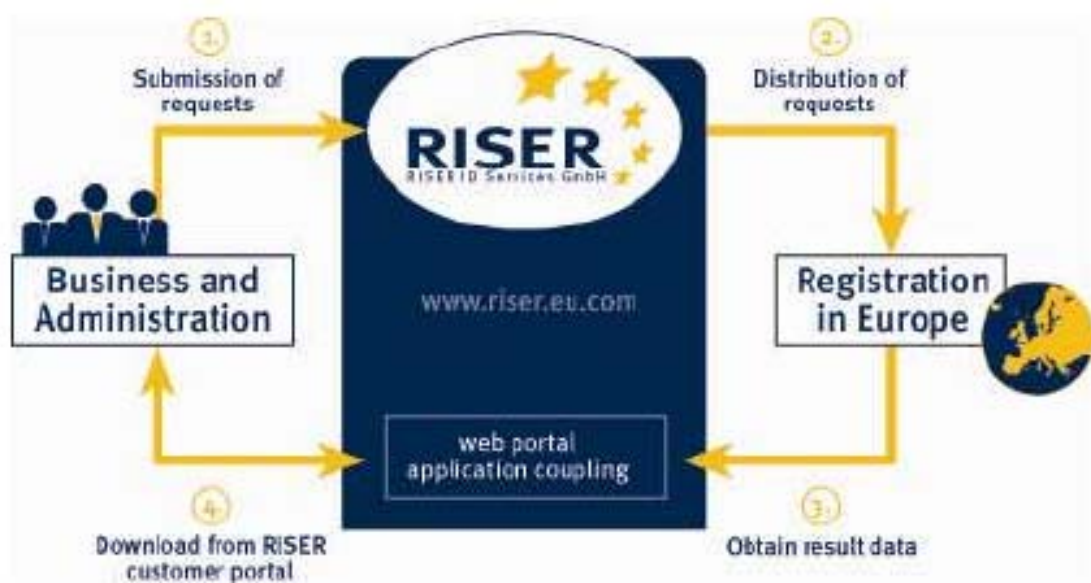 1.
Submission of
requests
2.
Distribution of
requests
RISER
RISER ID Services GmbH
Business and
Administration
www.riser.eu.com
Registration
in Europe
web portal
application coupling
4.
Download from RISER
customer portal
3.
Obtain result data